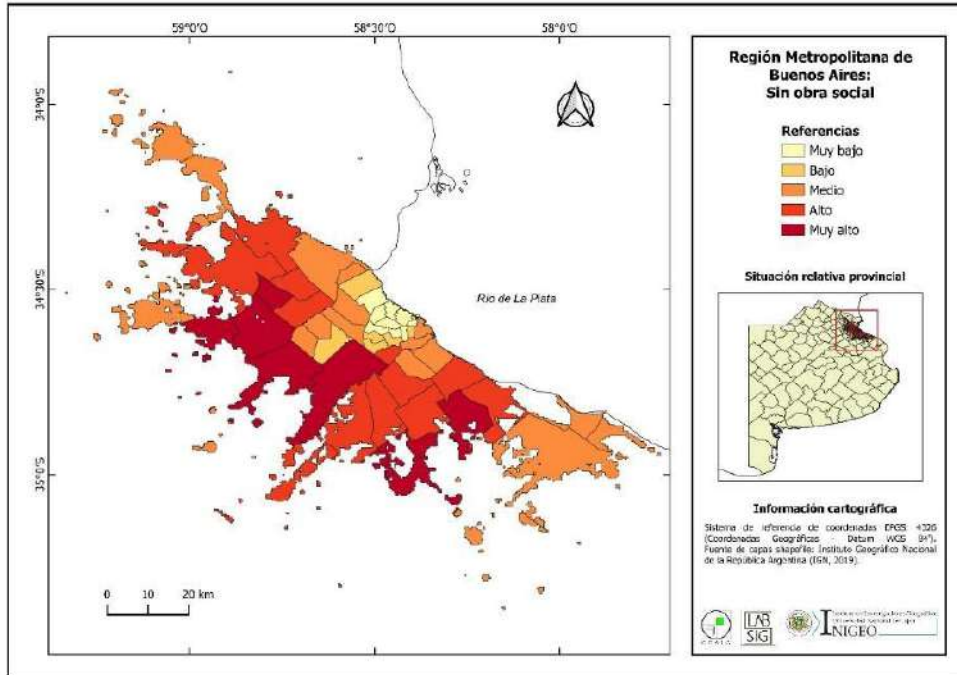 59°0'O
58°30'O
58°0'O
34°0'S
34°30'S
35°0'S
Rio de La Plata
0 10 20 km
Región Metropolitana de
Buenos Aires:
Sin obra social
Referencias
Muy bajo
Bajo
Medio
Alto
Muy alto
Situación relativa provincial
Información cartográfica
Sistema de referencia de coordenadas EPGS: 4326
(Coordenadas Geográficas - Datum WGS 84°).
Fuente de capas shapefile: Instituto Geográfico Nacional
de la República Argentina (IGN, 2019).
LAB
SIG
INIGEO